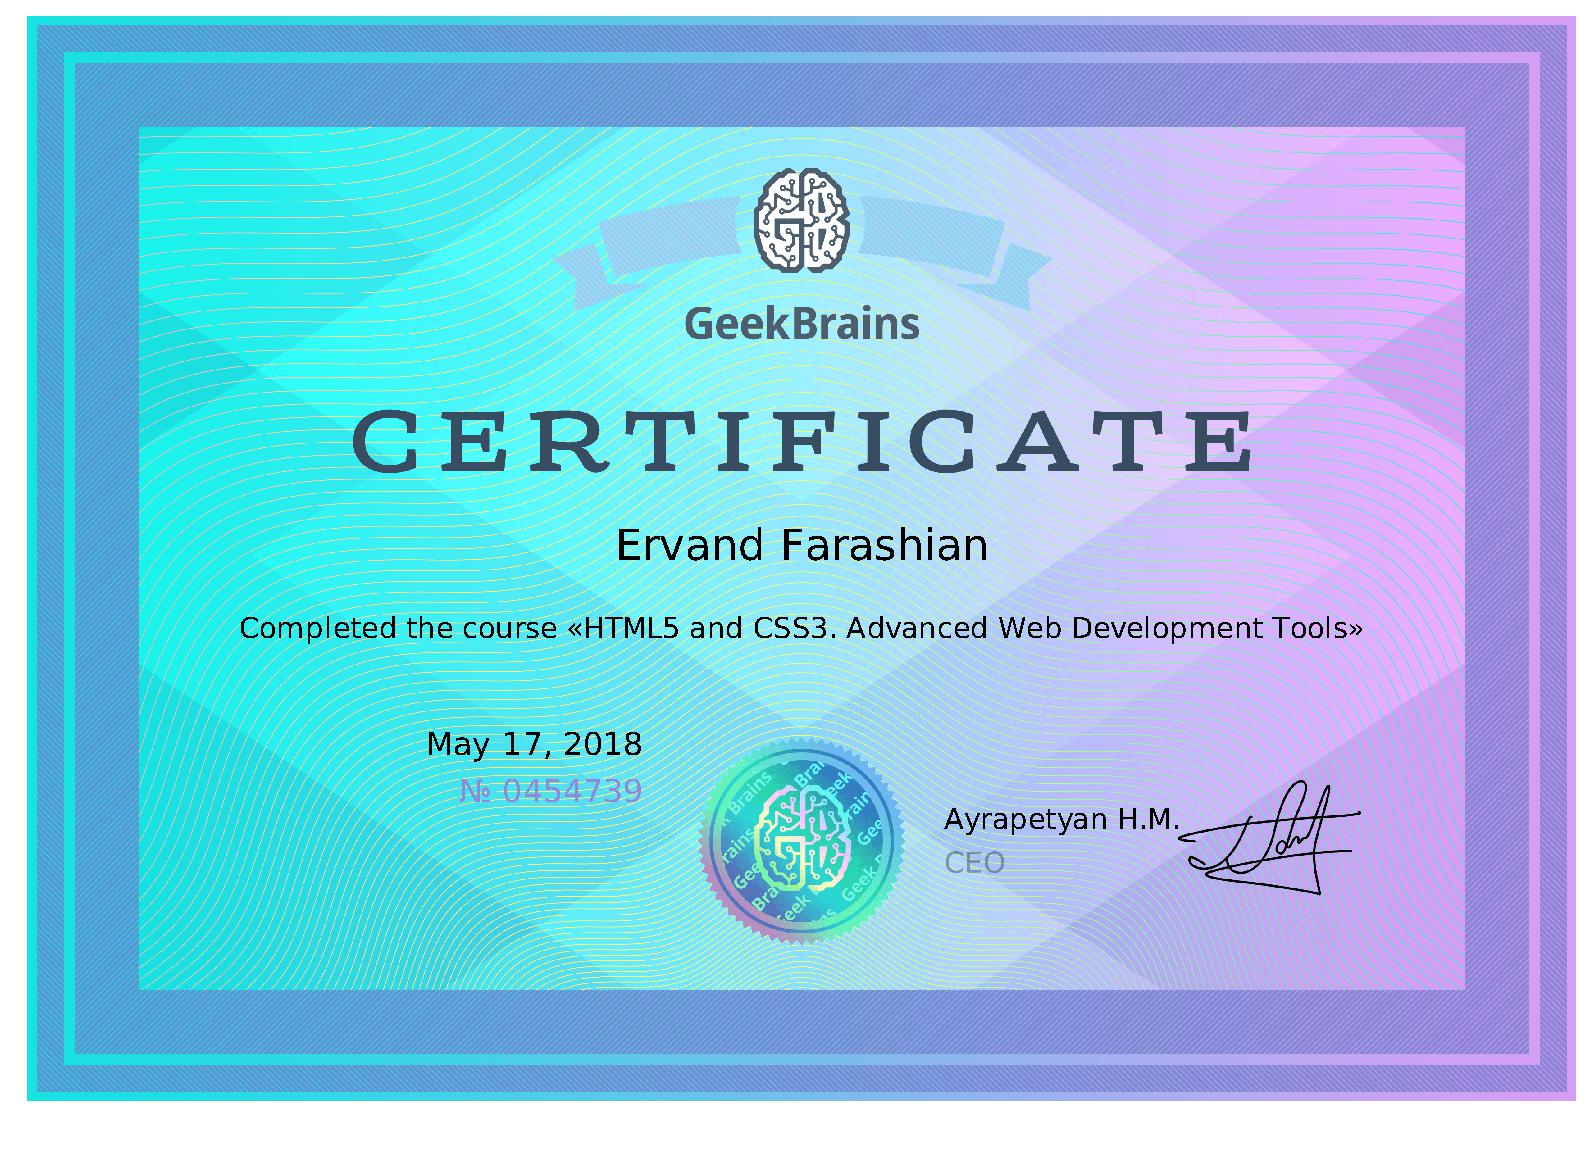 GeekBrains
CERTIFICATE
Ervand Farashian
Completed the course «HTML5 and CSS3. Advanced Web Development Tools»
May 17, 2018
№ 0454739
Ayrapetyan H.M.
CEO